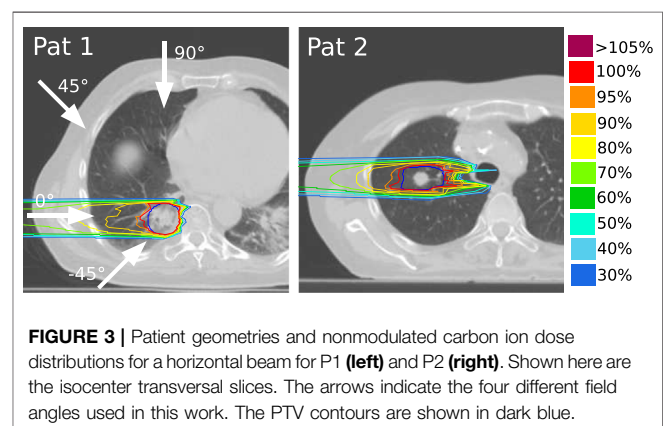 Pat 1
90°
45°
0°
-45°
Pat 2
>105%
100%
95%
90%
80%
70%
60%
50%
40%
30%
FIGURE 3 | Patient geometries and nonmodulated carbon ion dose
distributions for a horizontal beam for P1 (left) and P2 (right). Shown here are
the isocenter transversal slices. The arrows indicate the four different field
angles used in this work. The PTV contours are shown in dark blue.